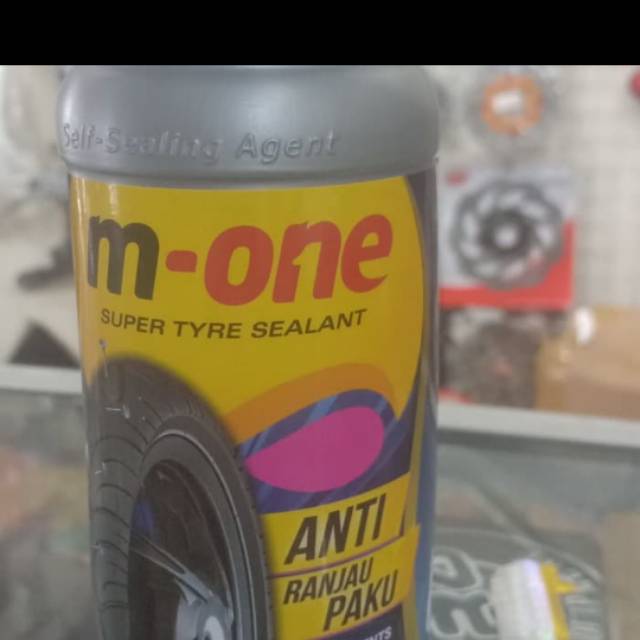 Self-Sealing Agent
m-one
SUPER TYRE SEALANT
ANTI
RANJAU
PAKU